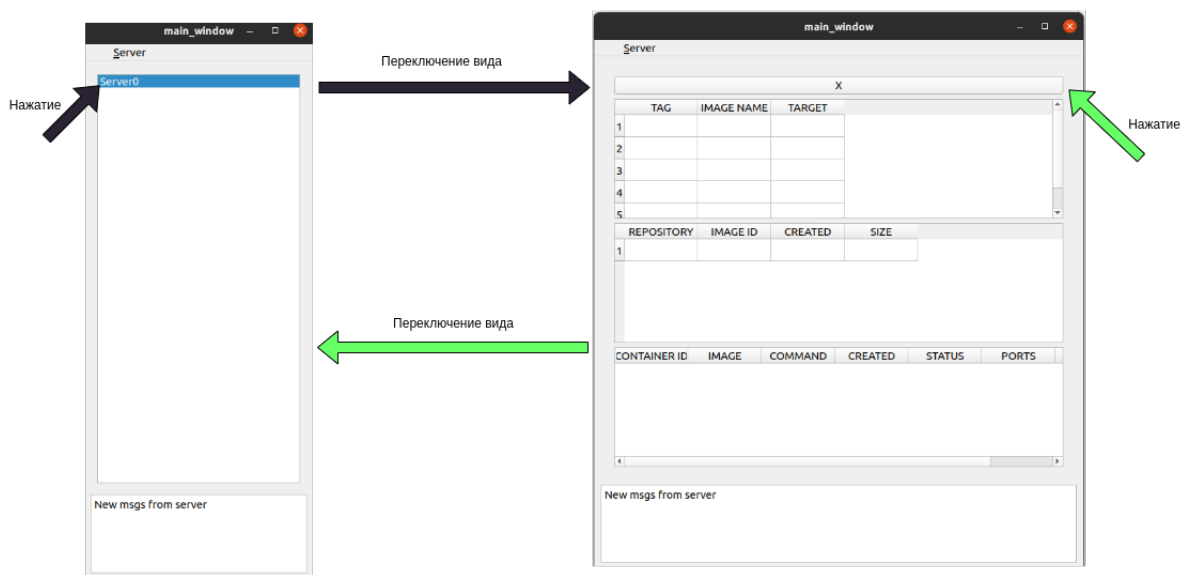 main_window
Server
Server0
Нажатие
New msgs from server
Переключение вида
Переключение вида
main_window
Server
X
TAG IMAGE NAME TARGET
1
2
3
4
5
REPOSITORY IMAGE ID CREATED SIZE
1
CONTAINER ID IMAGE COMMAND CREATED STATUS PORTS
New msgs from server
Нажатие